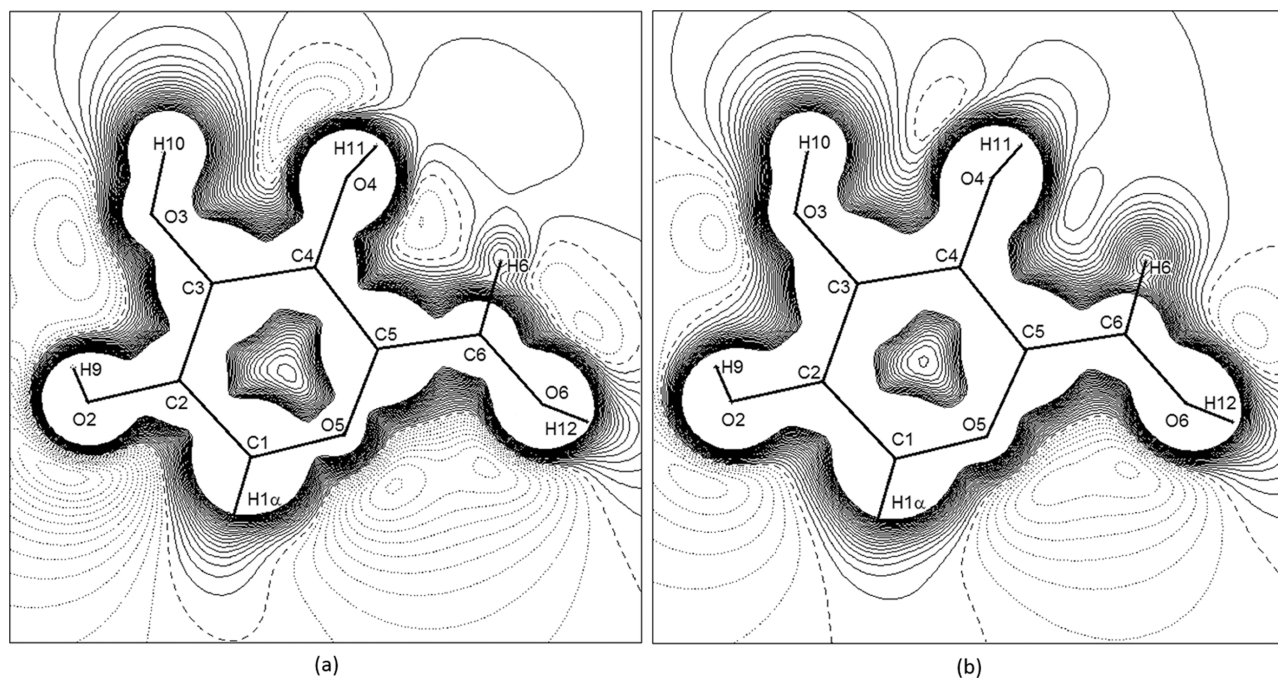 H10
H11
O4
O3
C4
H6
C3
C5
C6
H9
C2
O2
O6
O5
C1
H12
H1α
(a)
H10
H11
O4
O3
C4
H6
C3
C5
C6
H9
C2
O2
O6
H12
O5
C1
H1α
(b)